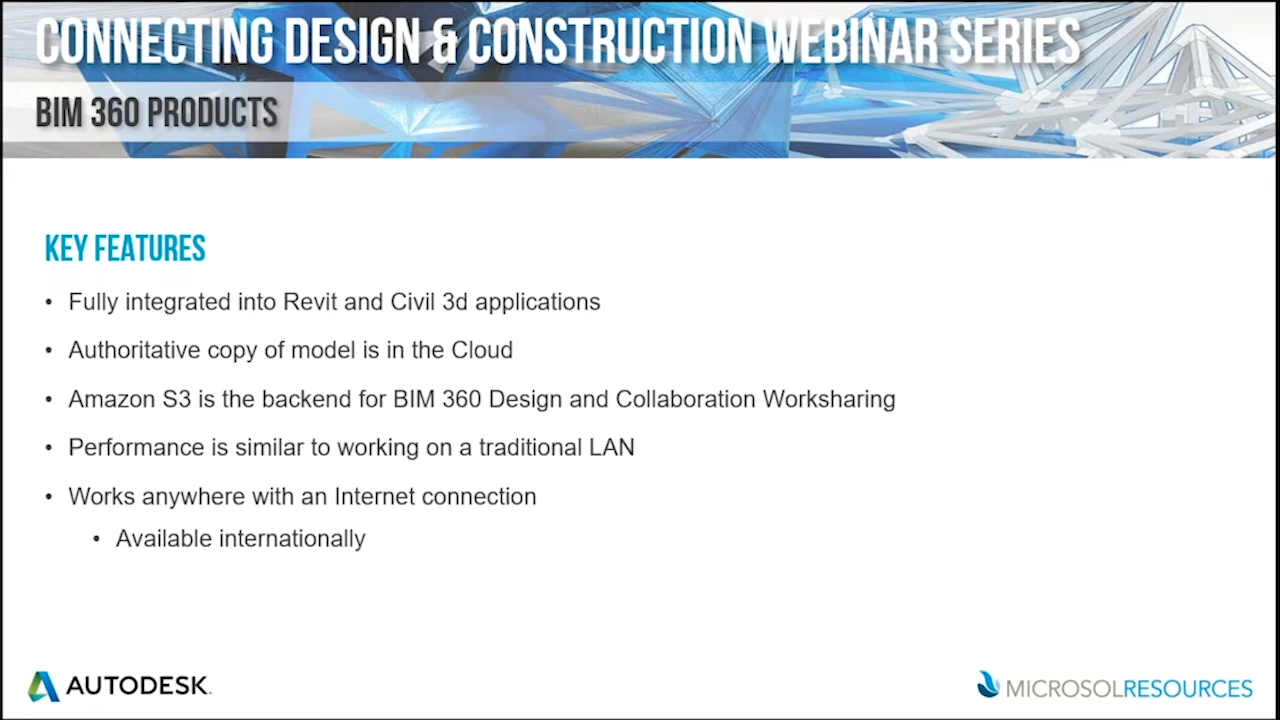 CONNECTING DESIGN & CONSTRUCTION WEBINAR SERIES
BIM 360 PRODUCTS
KEY FEATURES
• Fully integrated into Revit and Civil 3d applications
• Authoritative copy of model is in the Cloud
• Amazon S3 is the backend for BIM 360 Design and Collaboration Worksharing
• Performance is similar to working on a traditional LAN
• Works anywhere with an Internet connection
• Available internationally
AUTODESK.
MICROSOLRESOURCES